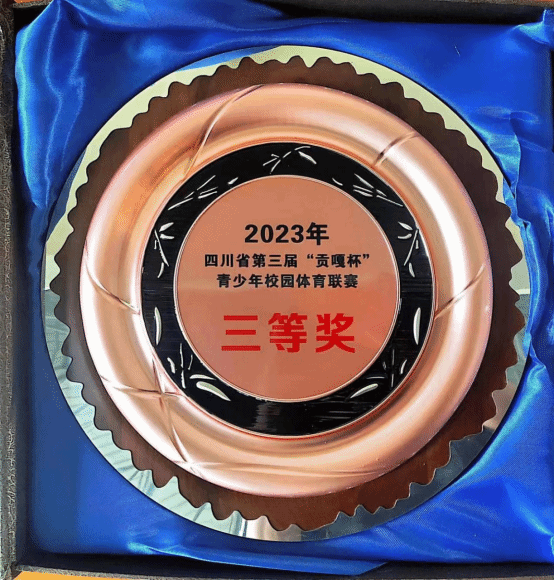 2023年
四川省第三届“贡嘎杯”
青少年校园体育联赛
三等奖